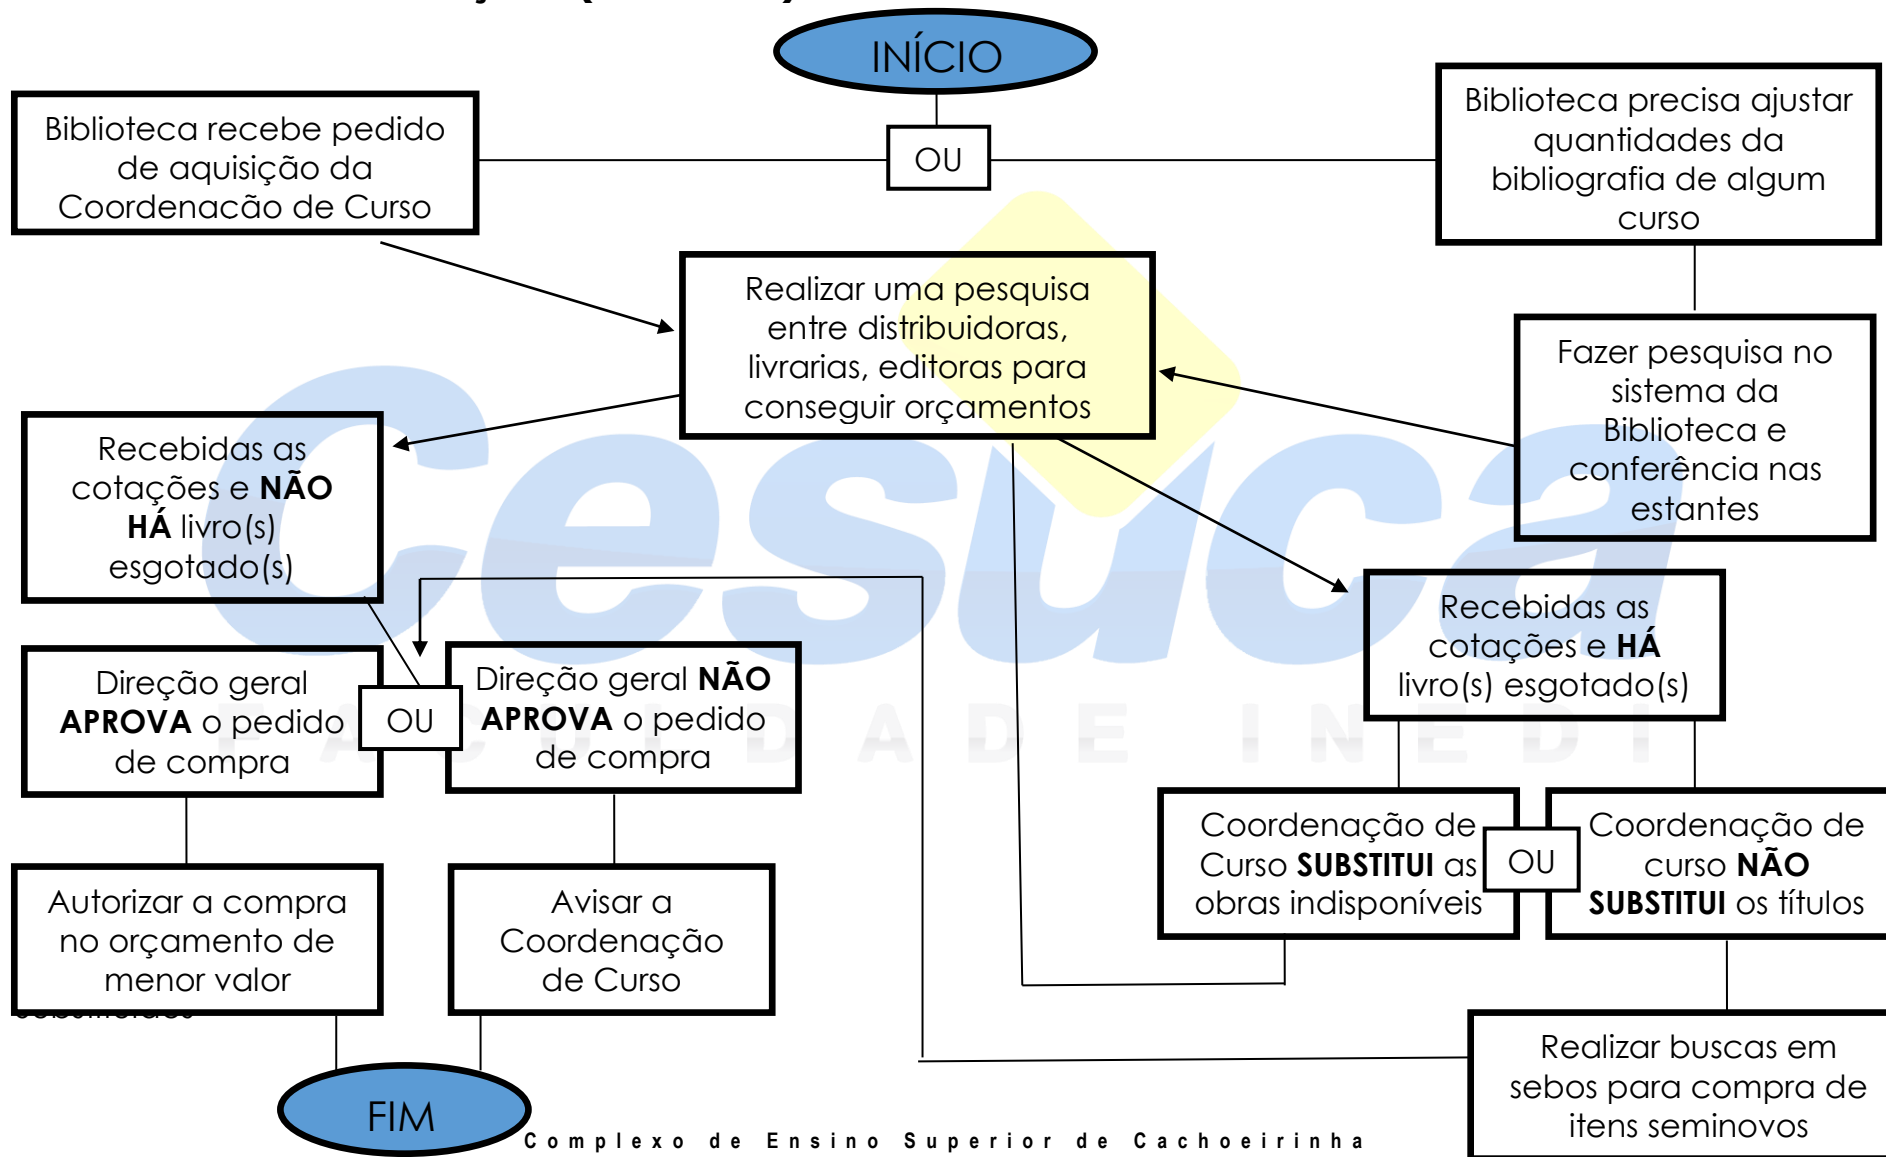 INÍCIO
Biblioteca recebe pedido
de aquisição da
Coordenacão de Curso
OU
Biblioteca precisa ajustar
quantidades da
bibliografia de algum
curso
Realizar uma pesquisa
entre distribuidoras,
livrarias, editoras para
conseguir orçamentos
Fazer pesquisa no
sistema da
Biblioteca e
conferência nas
estantes
Recebidas as
cotações e NÃO
HÁ livro(s)
esgotado(s)
Recebidas as
cotações e HÁ
livro(s) esgotado(s)
Direção geral
APROVA o pedido
de compra
OU
Direção geral NÃO
APROVA o pedido
de compra
Coordenação de
Curso SUBSTITUI as
obras indisponíveis
OU
Coordenação de
curso NÃO
SUBSTITUI os títulos
Autorizar a compra
no orçamento de
menor valor
Avisar a
Coordenação
de Curso
Realizar buscas em
sebos para compra de
itens seminovos
FIM
Cesuca
FACULDADE INEDI
Complexo de Ensino Superior de Cachoeirinha